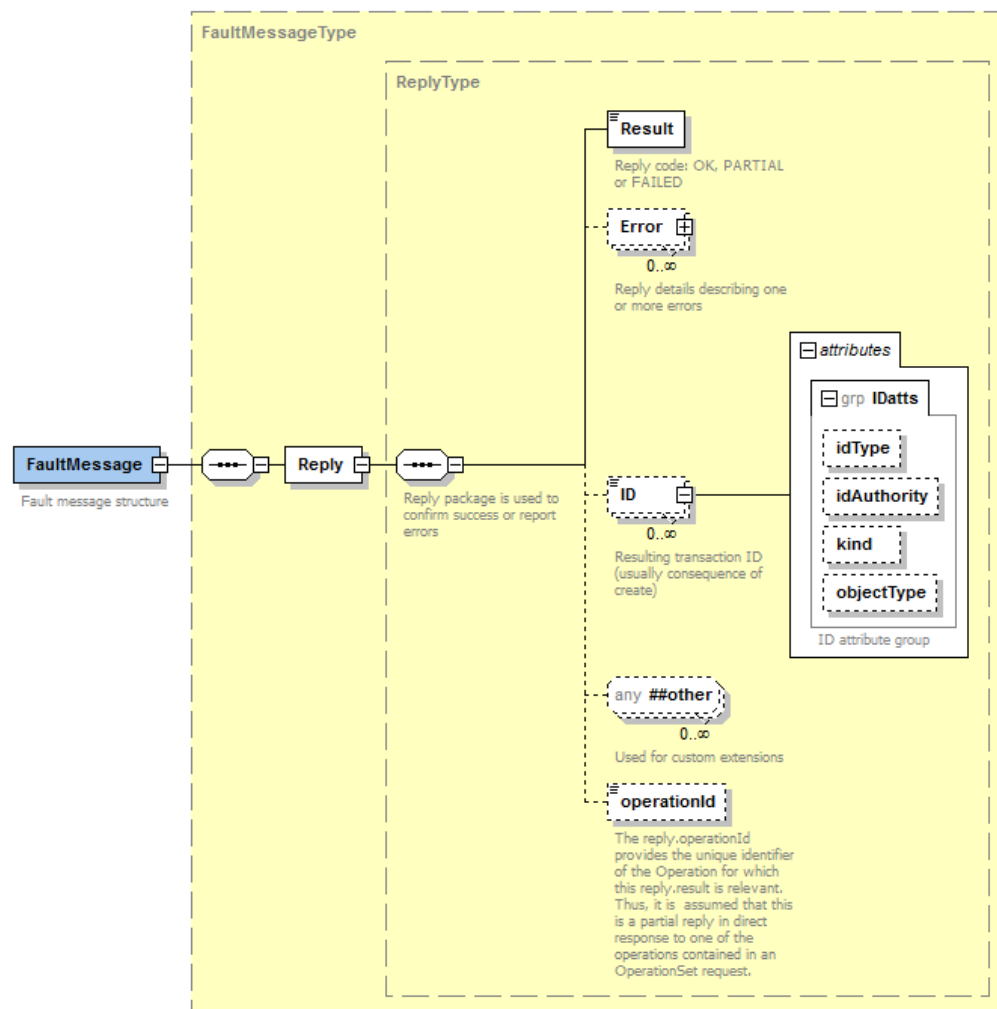 FaultMessageType
ReplyType
Result
Reply code: OK, PARTIAL
or FAILED
Error
0..∞
Reply details describing one
or more errors
attributes
grp IDatts
idType
idAuthority
kind
objectType
ID attribute group
FaultMessage
Fault message structure
Reply
Reply package is used to
confirm success or report
errors
ID
0..∞
Resulting transaction ID
(usually consequence of
create)
any ##other
0..∞
Used for custom extensions
operationId
The reply.operationId
provides the unique identifier
of the Operation for which
this reply.result is relevant.
Thus, it is  assumed that this
is a partial reply in direct
response to one of the
operations contained in an
OperationSet request.